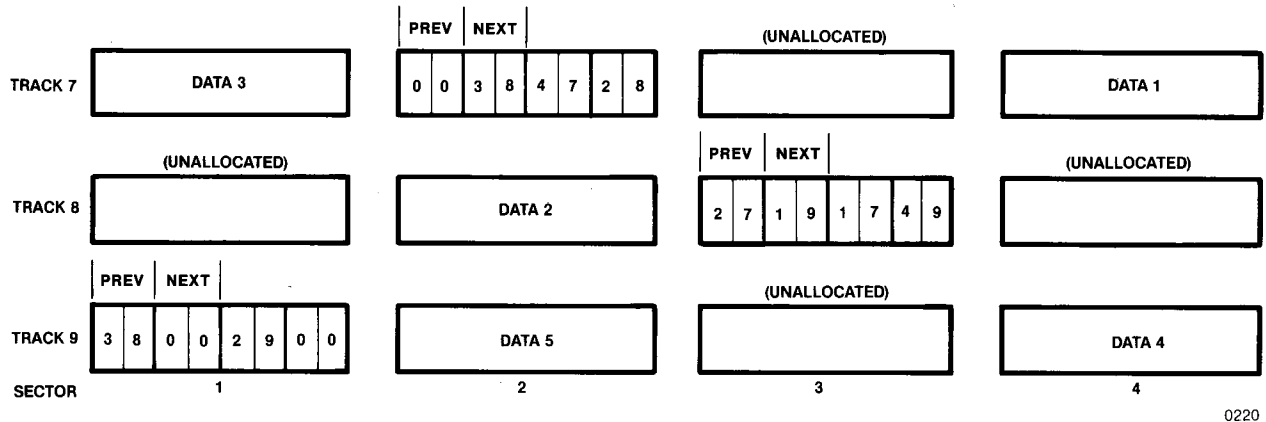 PREV NEXT
(UNALLOCATED)
TRACK 7 DATA 3 0 0 3 8 4 7 2 8 DATA 1
(UNALLOCATED) PREV NEXT (UNALLOCATED)
TRACK 8 DATA 2 2 7 1 9 1 7 4 9
PREV NEXT (UNALLOCATED)
TRACK 9 3 8 0 0 2 9 0 0 DATA 5 DATA 4
SECTOR 1 2 3 4
0220